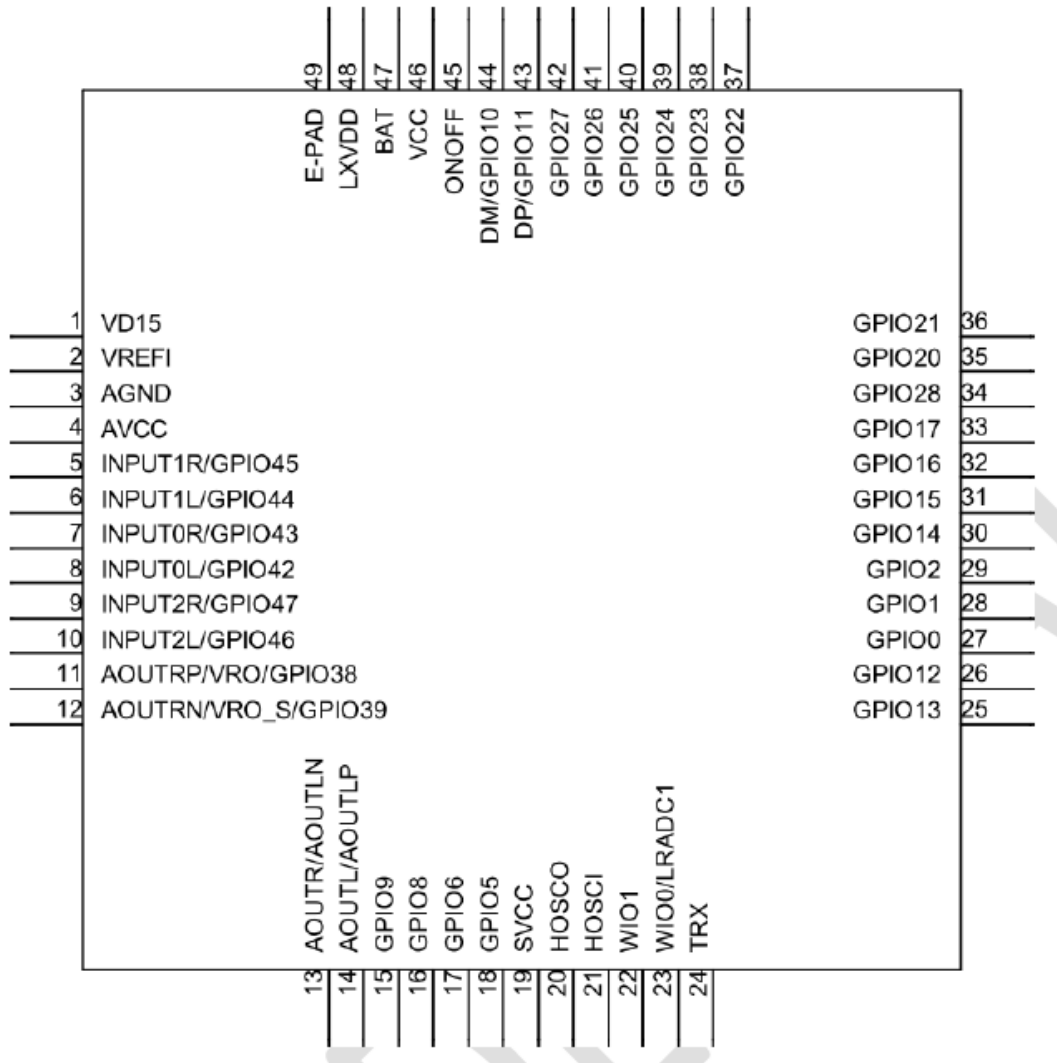 49 48 47 46 45 44 43 42 41 40 39 38 37
E-PAD
LXVDD
BAT
VCC
ONOFF
DM/GPIO10
DP/GPIO11
GPIO27
GPIO26
GPIO25
GPIO24
GPIO23
GPIO22
1 VD15 GPIO21 36
2 VREFI GPIO20 35
3 AGND GPIO28 34
4 AVCC GPIO17 33
5 INPUT1R/GPIO45 GPIO16 32
6 INPUT1L/GPIO44 GPIO15 31
7 INPUT0R/GPIO43 GPIO14 30
8 INPUT0L/GPIO42 GPIO2 29
9 INPUT2R/GPIO47 GPIO1 28
10 INPUT2L/GPIO46 GPIO0 27
11 AOUTRP/VRO/GPIO38 GPIO12 26
12 AOUTRN/VRO_S/GPIO39 GPIO13 25
AOUTR/AOUTLN
AOUTL/AOUTLP
GPIO9
GPIO8
GPIO6
GPIO5
SVCC
HOSCO
HOSCI
WIO1
WIO0/LRADC1
TRX
13 14 15 16 17 18 19 20 21 22 23 24